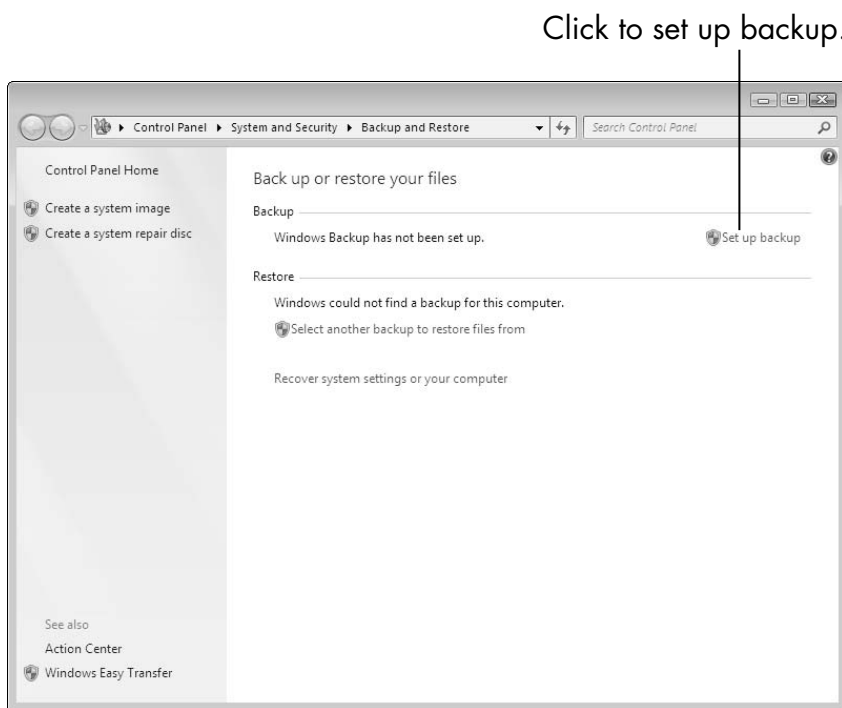 Click to set up backup.
Control Panel ▸ System and Security ▸ Backup and Restore
Search Control Panel
Control Panel Home
Create a system image
Create a system repair disc
Back up or restore your files
Backup
Windows Backup has not been set up.
Set up backup
Restore
Windows could not find a backup for this computer.
Select another backup to restore files from
Recover system settings or your computer
See also
Action Center
Windows Easy Transfer